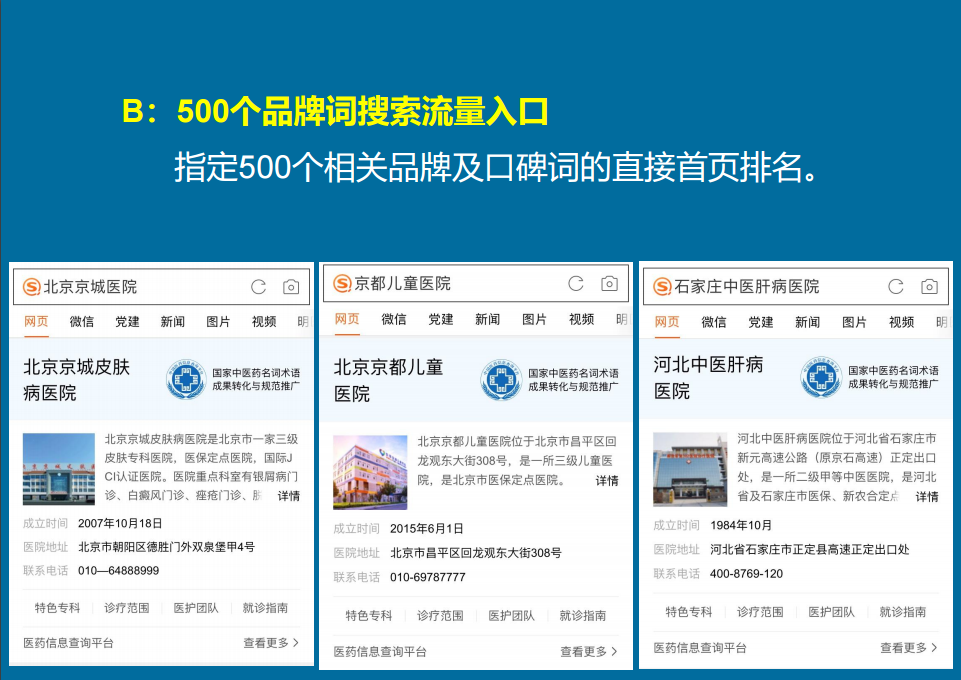 B：500个品牌词搜索流量入口
指定500个相关品牌及口碑词的直接首页排名。
北京京城医院
网页 微信 党建 新闻 图片 视频 明
北京京城皮肤
病医院
国家中医药名词术语
成果转化与规范推广
北京京城皮肤病医院是北京市一家三级
皮肤专科医院，医保定点医院，国际J
CI认证医院。医院重点科室有银屑病门
诊、白癜风门诊、痤疮门诊、 详情
成立时间 2007年10月18日
医院地址 北京市朝阳区德胜门外双泉堡甲4号
联系电话 010—64888999
特色专科 诊疗范围 医护团队 就诊指南
医药信息查询平台 查看更多
京都儿童医院
网页 微信 党建 新闻 图片 视频 明
北京京都儿童
医院
国家中医药名词术语
成果转化与规范推广
北京京都儿童医院位于北京市昌平区回
龙观东大街308号，是一所三级儿童医
院，是北京市医保定点医院。 详情
成立时间 2015年6月1日
医院地址 北京市昌平区回龙观东大街308号
联系电话 010-69787777
特色专科 诊疗范围 医护团队 就诊指南
医药信息查询平台 查看更多
石家庄中医肝病医院
网页 微信 党建 新闻 图片 视频 明
河北中医肝病
医院
国家中医药名词术语
成果转化与规范推广
河北中医肝病医院位于河北省石家庄市
新元高速公路（原京石高速）正定出口
处，是一所二级甲等中医医院，是河北
省及石家庄市医保、新农合定点 详情
成立时间 1984年10月
医院地址 河北省石家庄市正定县高速正定出口处
联系电话 400-8769-120
特色专科 诊疗范围 医护团队 就诊指南
医药信息查询平台 查看更多